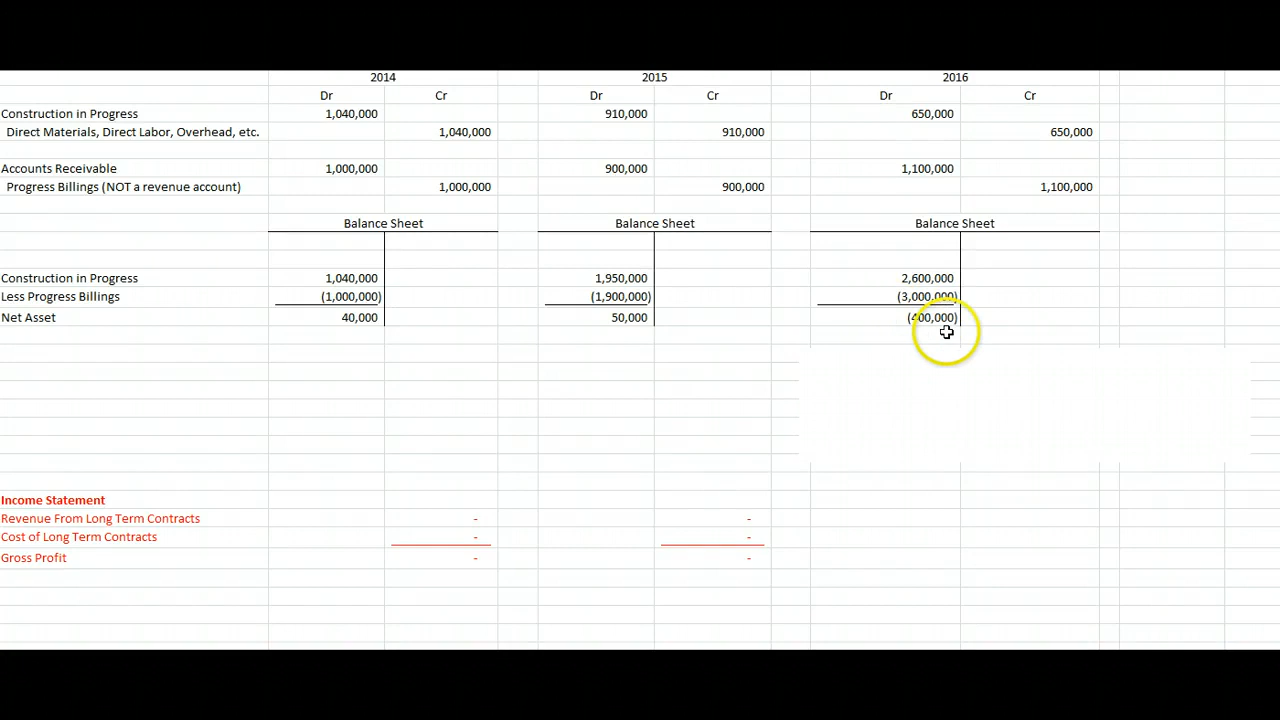 2014 2015 2016
Dr Cr Dr Cr Dr Cr
Construction in Progress 1,040,000 910,000 650,000
Direct Materials, Direct Labor, Overhead, etc. 1,040,000 910,000 650,000
Accounts Receivable 1,000,000 900,000 1,100,000
Progress Billings (NOT a revenue account) 1,000,000 900,000 1,100,000
Balance Sheet Balance Sheet Balance Sheet
Construction in Progress 1,040,000 1,950,000 2,600,000
Less Progress Billings (1,000,000) (1,900,000) (3,000,000)
Net Asset 40,000 50,000 (400,000)
Income Statement
Revenue From Long Term Contracts - -
Cost of Long Term Contracts - -
Gross Profit - -